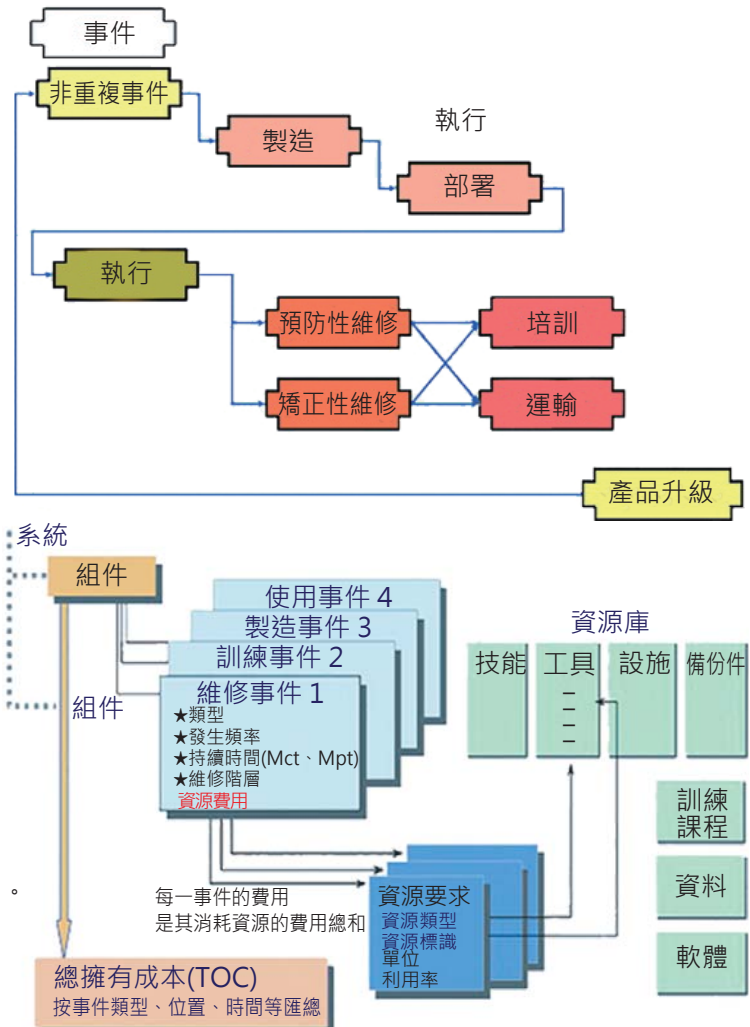 事件
非重複事件
製造
執行
部署
執行
預防性維修
培訓
矯正性維修
運輸
產品升級
系統
組件
使用事件 4
製造事件 3
訓練事件 2
維修事件 1
★類型
★發生頻率
★持續時間(Mct、Mpt)
★維修階層
資源費用
組件
資源庫
技能
工具
設施
備份件
訓練
課程
資料
軟體
。
每一事件的費用
是其消耗資源的費用總和
資源要求
資源類型
資源標識
單位
利用率
總擁有成本(TOC)
按事件類型、位置、時間等匯總